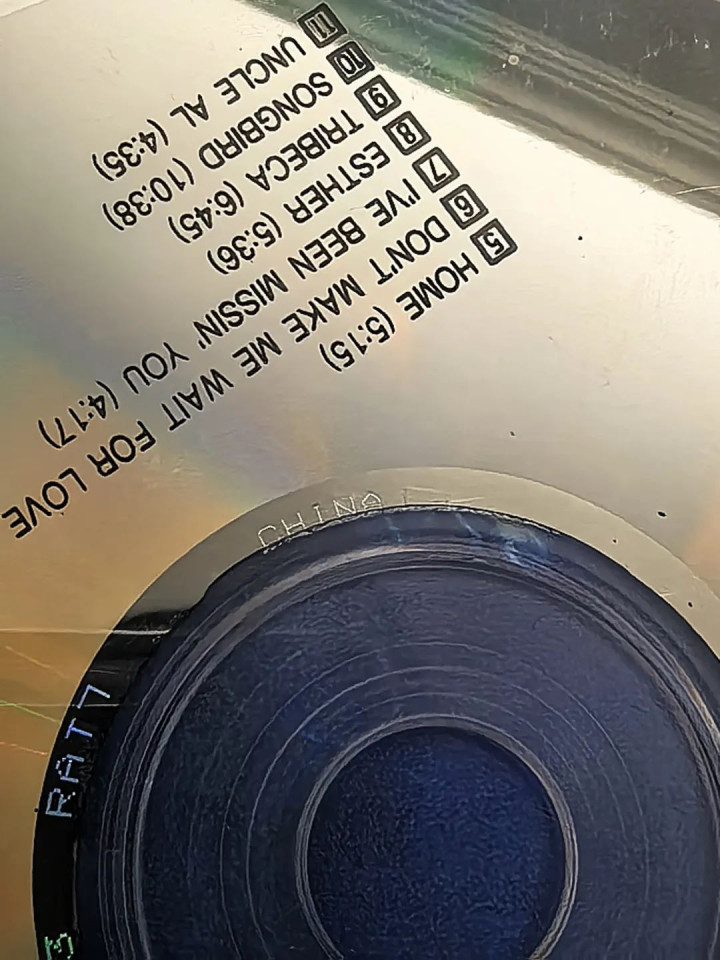 5 HOME (5:15)
6 DON'T MAKE ME WAIT FOR LOVE
7 I'VE BEEN MISSIN' YOU (4:17)
8 ESTHER (5:36)
9 TRIBECA (6:45)
10 SONGBIRD (10:38)
11 UNCLE AL (4:35)
CHINA